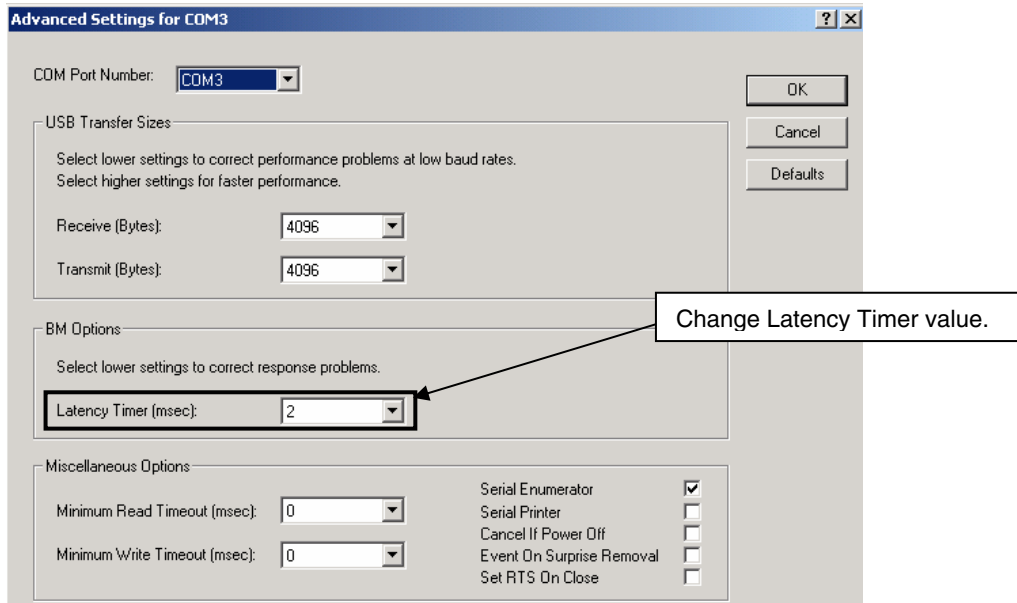 Advanced Settings for COM3
? X
COM Port Number: COM3
OK
USB Transfer Sizes
Cancel
Select lower settings to correct performance problems at low baud rates.
Select higher settings for faster performance.
Defaults
Receive (Bytes): 4096
Transmit (Bytes): 4096
Change Latency Timer value.
BM Options
Select lower settings to correct response problems.
Latency Timer (msec): 2
Miscellaneous Options
Minimum Read Timeout (msec): 0
Minimum Write Timeout (msec): 0
Serial Enumerator
Serial Printer
Cancel If Power Off
Event On Surprise Removal
Set RTS On Close